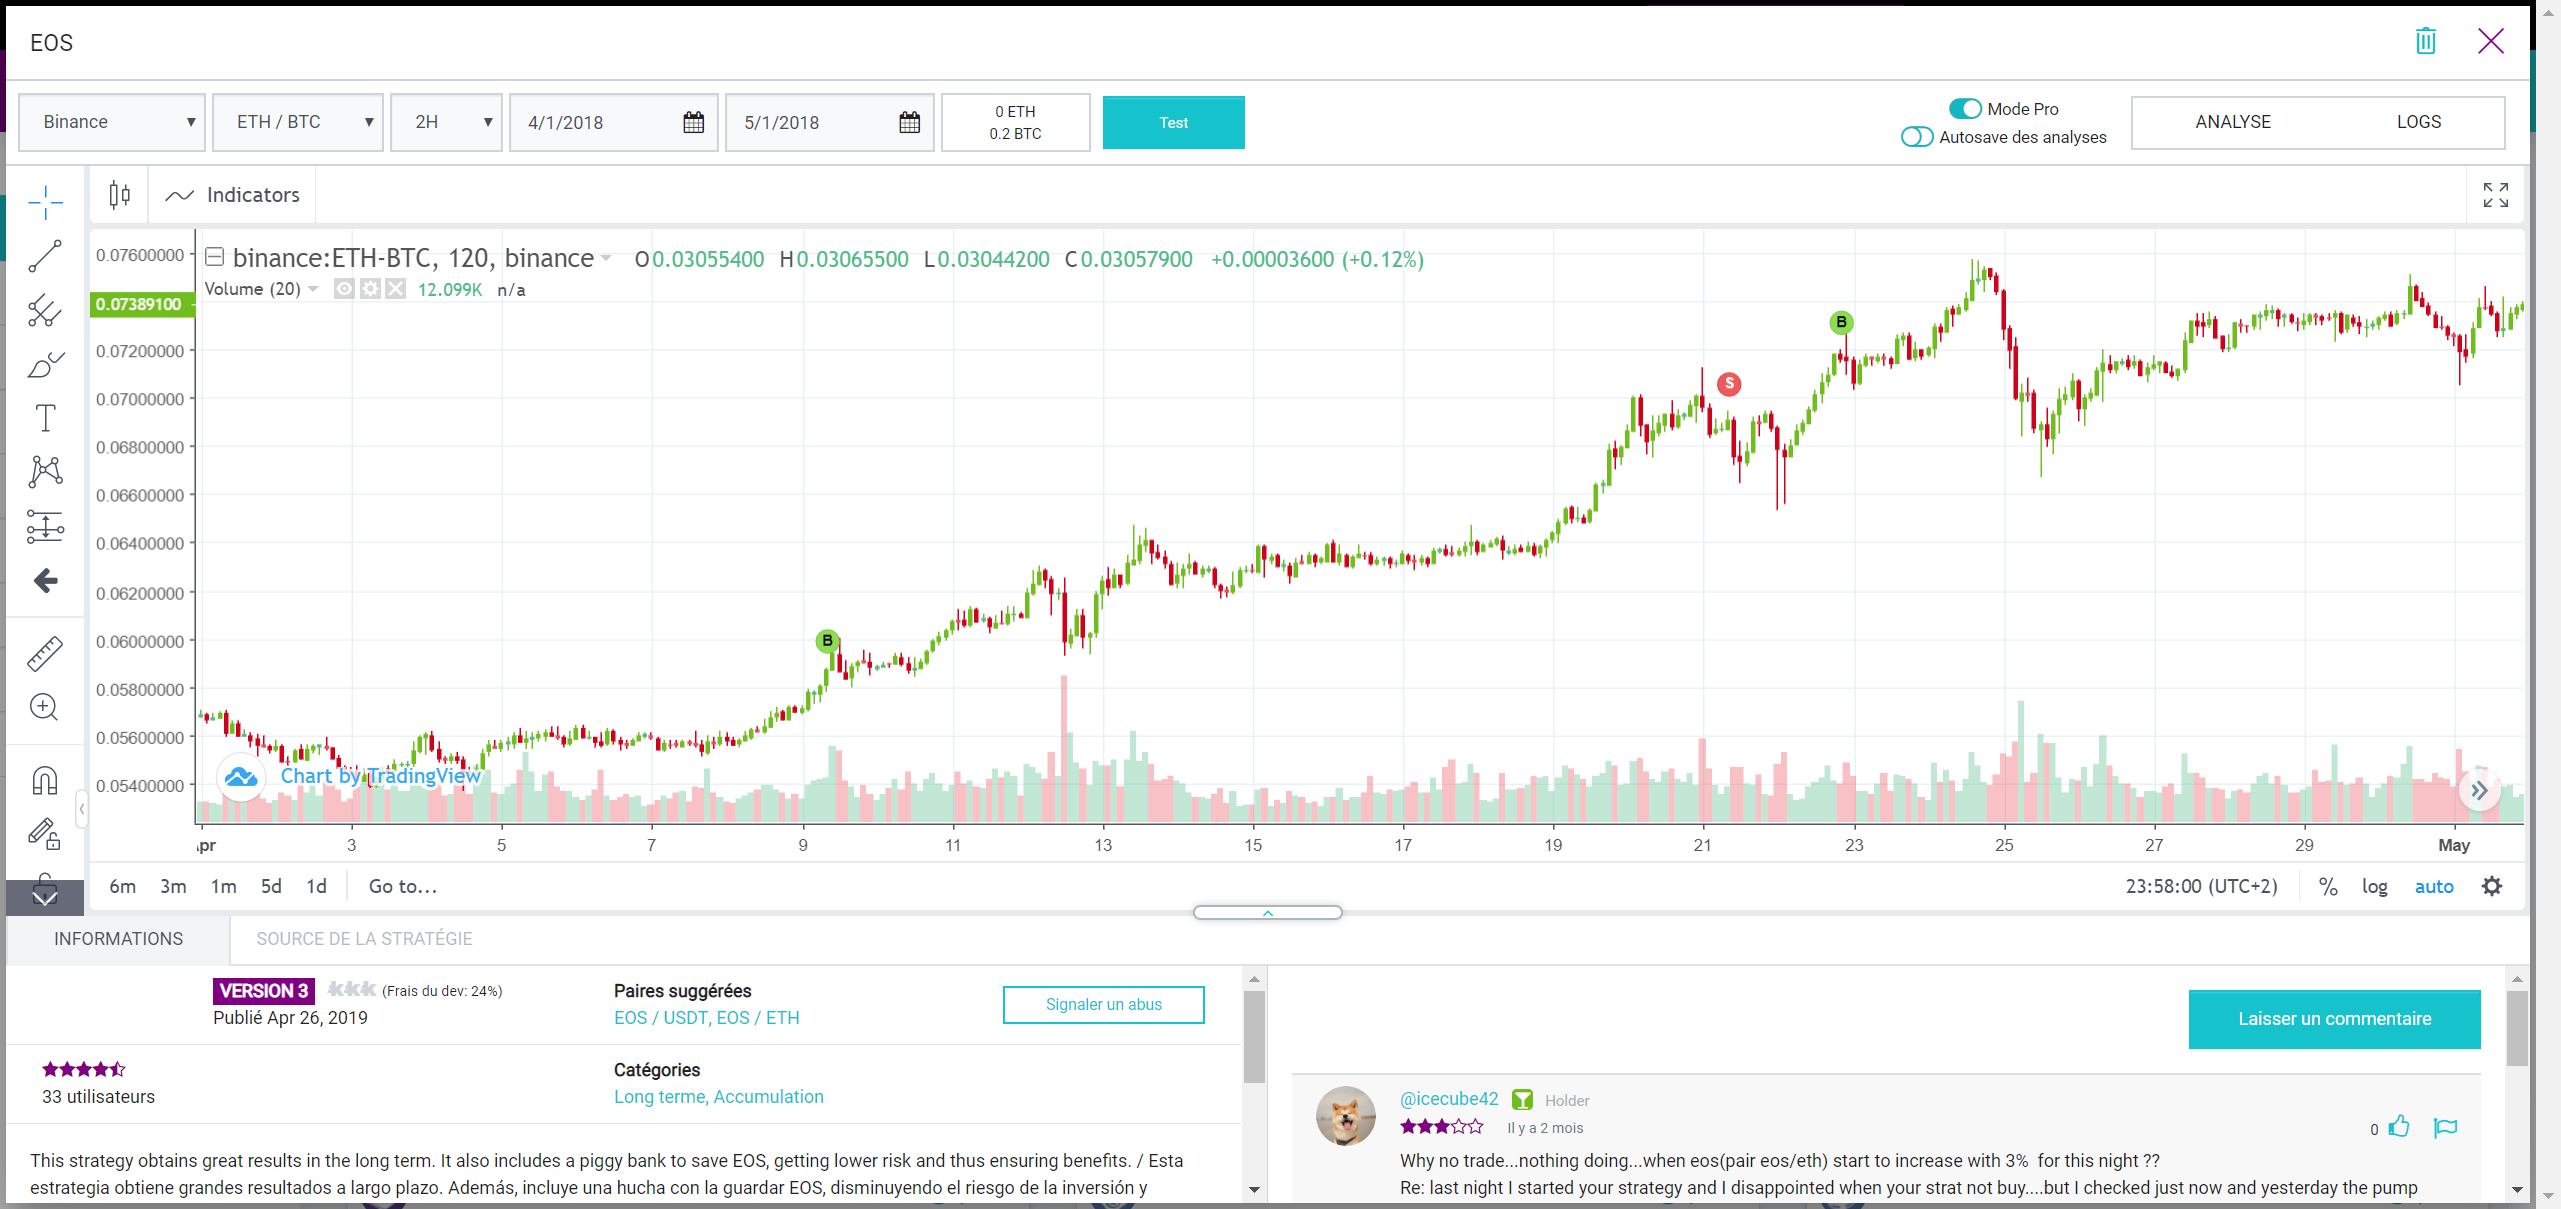 EOS
Binance ETH / BTC 2H 4/1/2018 5/1/2018 0 ETH
0.2 BTC
Test
Mode Pro
Autosave des analyses
ANALYSE LOGS
Indicators
binance:ETH-BTC, 120, binance O0.03055400 H0.03065500 L0.03044200 C0.03057900 +0.00003600 (+0.12%)
Volume (20) 12.099K n/a
0.07600000
0.07389100
0.07200000
0.07000000
0.06800000
0.06600000
0.06400000
0.06200000
0.06000000
0.05800000
0.05600000
0.05400000
B
S
B
Chart by TradingView
Apr 3 5 7 9 11 13 15 17 19 21 23 25 27 29 May
6m 3m 1m 5d 1d Go to... 23:58:00 (UTC+2) % log auto
INFORMATIONS SOURCE DE LA STRATÉGIE
VERSION 3 (Frais du dev: 24%)
Publié Apr 26, 2019
Paires suggérées
EOS / USDT, EOS / ETH
Signaler un abus
33 utilisateurs
Catégories
Long terme, Accumulation
This strategy obtains great results in the long term. It also includes a piggy bank to save EOS, getting lower risk and thus ensuring benefits. / Esta
estrategia obtiene grandes resultados a largo plazo. Además, incluye una hucha con la guardar EOS, disminuyendo el riesgo de la inversión y
Laisser un commentaire
@icecube42 Holder
Il y a 2 mois
0
Why no trade...nothing doing...when eos(pair eos/eth) start to increase with 3% for this night ??
Re: last night I started your strategy and I disappointed when your strat not buy....but I checked just now and yesterday the pump